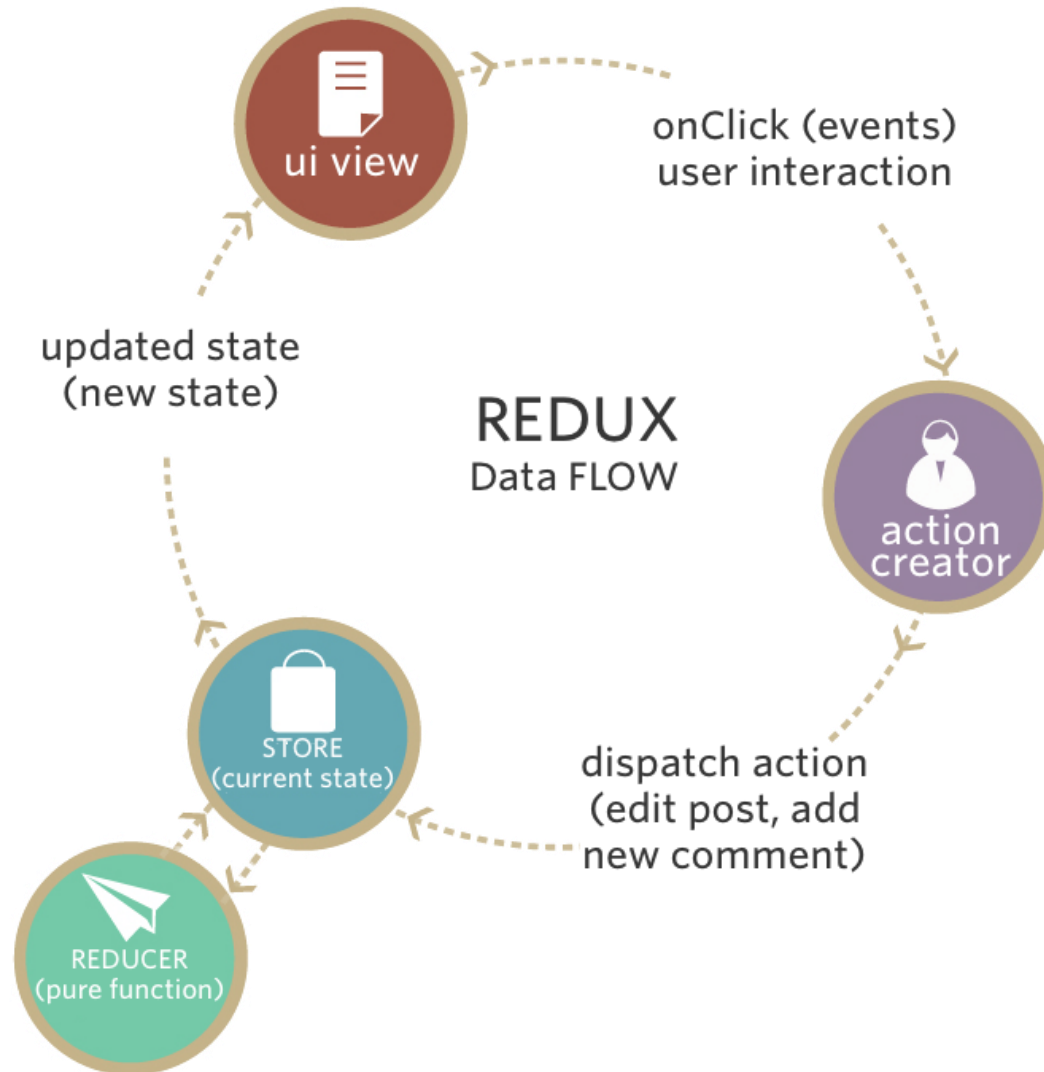 ui view
onClick (events)
user interaction
updated state
(new state)
REDUX
Data FLOW
action
creator
STORE
(current state)
dispatch action
(edit post, add
new comment)
REDUCER
(pure function)